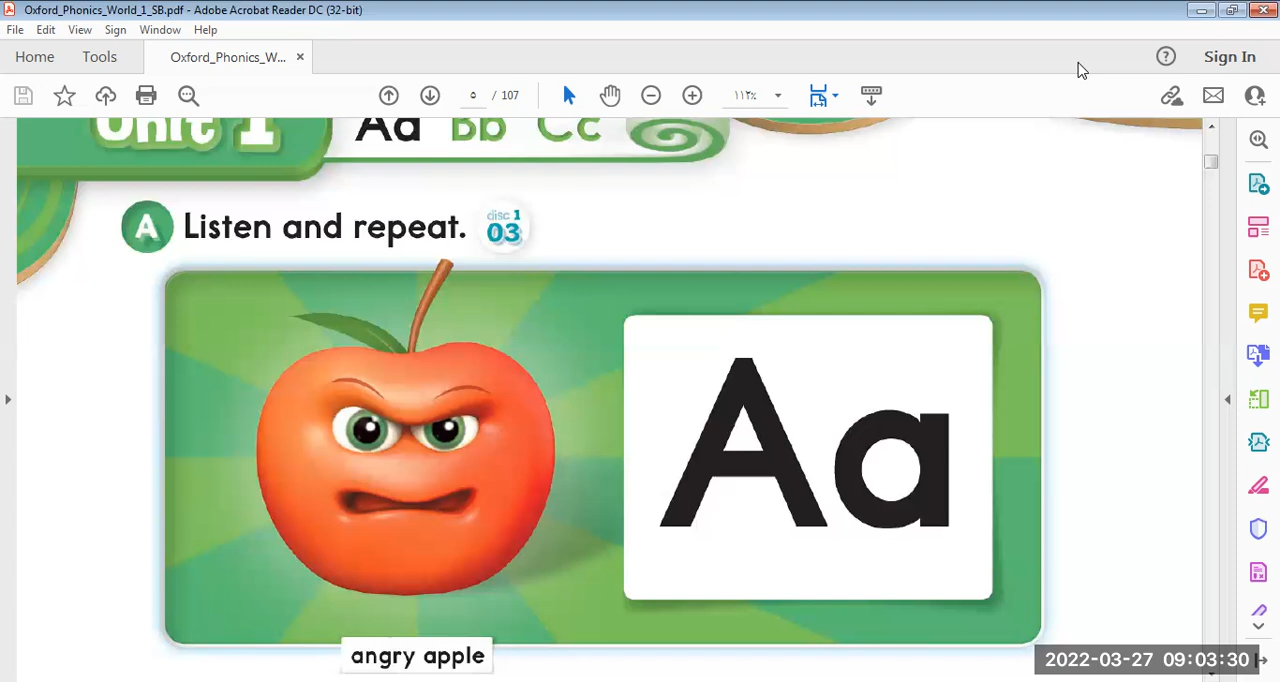 Oxford_Phonics_World_1_SB.pdf - Adobe Acrobat Reader DC (32-bit)
File Edit View Sign Window Help
Home Tools Oxford_Phonics_W... × Sign In
٥ / 107 ١١٢٪
Unit 1 Aa Bb Cc
A Listen and repeat. disc 1 03
Aa
angry apple
2022-03-27 09:03:30